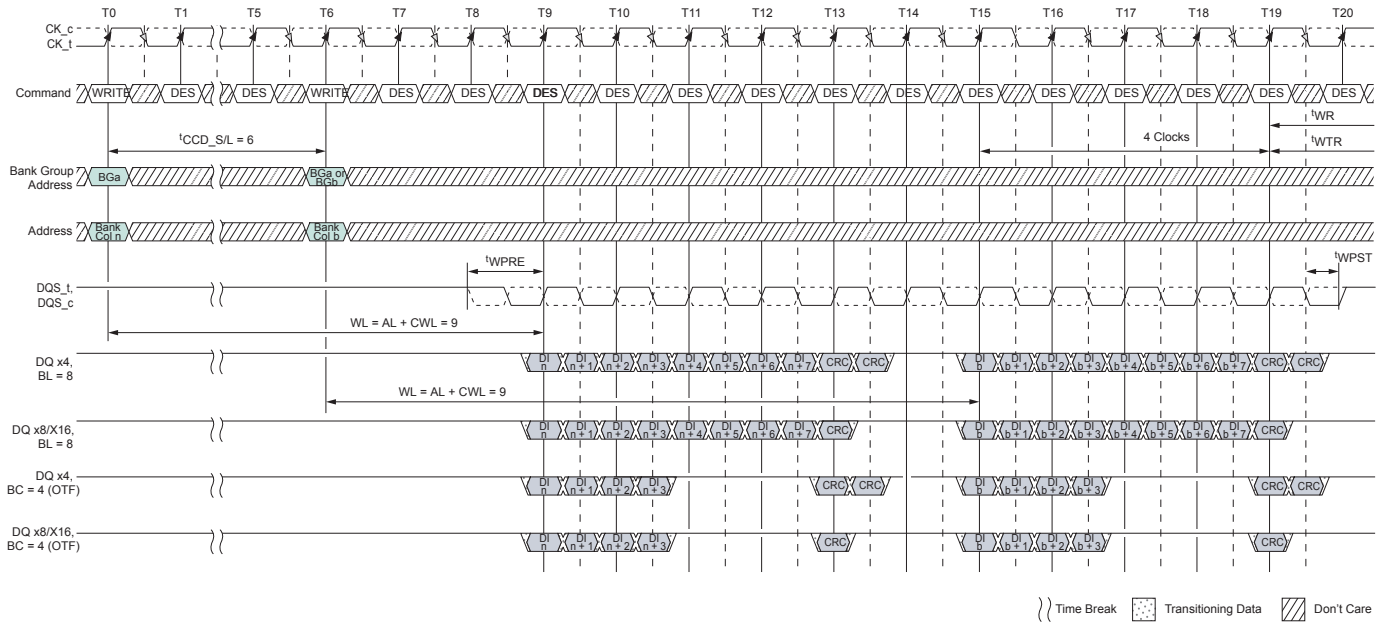 T0 T1 T5 T6 T7 T8 T9 T10 T11 T12 T13 T14 T15 T16 T17 T18 T19 T20
CK_c
CK_t
Command WRITE DES DES WRITE DES DES DES DES DES DES DES DES DES DES DES DES DES DES
tWR
tCCD_S/L = 6 4 Clocks tWTR
Bank Group
Address BGa BGa or
BGb
Address Bank
Col n Bank
Col b
tWPRE tWPST
DQS_t,
DQS_c
WL = AL + CWL = 9
DQ x4,
BL = 8
DI n DI n + 1 DI n + 2 DI n + 3 DI n + 4 DI n + 5 DI n + 6 DI n + 7 CRC CRC DI b DI b + 1 DI b + 2 DI b + 3 DI b + 4 DI b + 5 DI b + 6 DI b + 7 CRC CRC
WL = AL + CWL = 9
DQ x8/X16,
BL = 8
DI n DI n + 1 DI n + 2 DI n + 3 DI n + 4 DI n + 5 DI n + 6 DI n + 7 CRC DI b DI b + 1 DI b + 2 DI b + 3 DI b + 4 DI b + 5 DI b + 6 DI b + 7 CRC
DQ x4,
BC = 4 (OTF)
DI n DI n + 1 DI n + 2 DI n + 3 CRC CRC DI b DI b + 1 DI b + 2 DI b + 3 CRC CRC
DQ x8/X16,
BC = 4 (OTF)
DI n DI n + 1 DI n + 2 DI n + 3 CRC DI b DI b + 1 DI b + 2 DI b + 3 CRC
Time Break Transitioning Data Don't Care